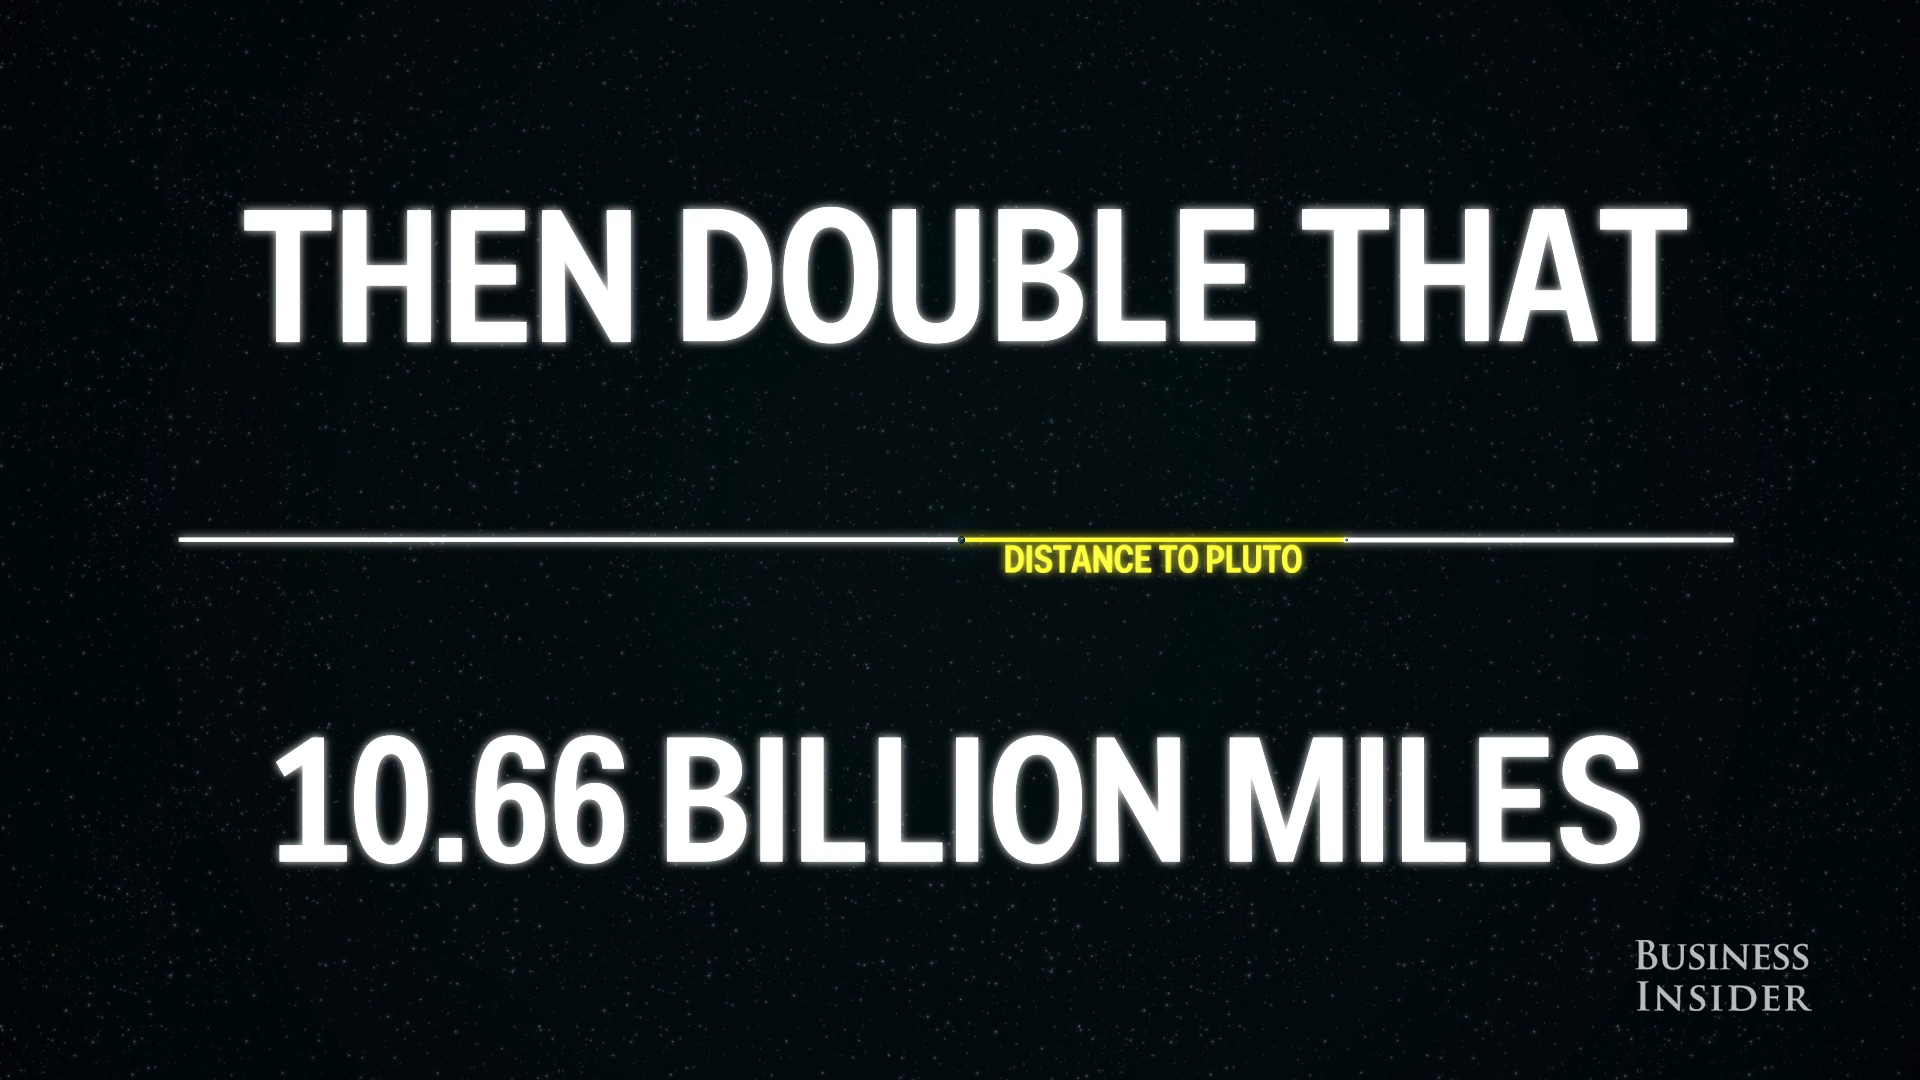 THEN DOUBLE THAT
DISTANCE TO PLUTO
10.66 BILLION MILES
BUSINESS
INSIDER